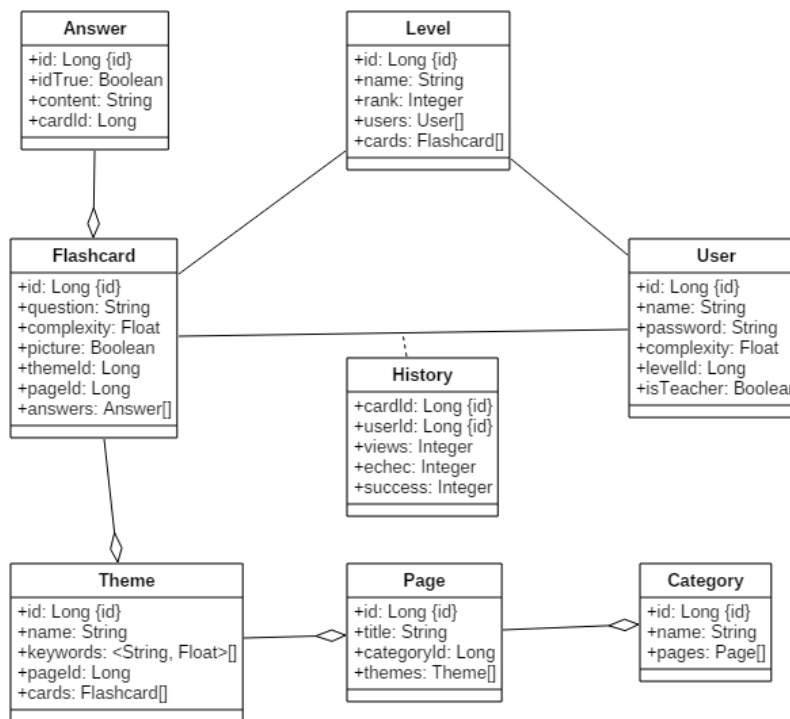 Answer
+id: Long {id}
+idTrue: Boolean
+content: String
+cardId: Long
Level
+id: Long {id}
+name: String
+rank: Integer
+users: User[]
+cards: Flashcard[]
Flashcard
+id: Long {id}
+question: String
+complexity: Float
+picture: Boolean
+themeId: Long
+pageId: Long
+answers: Answer[]
User
+id: Long {id}
+name: String
+password: String
+complexity: Float
+levelId: Long
+isTeacher: Boolean
History
+cardId: Long {id}
+userId: Long {id}
+views: Integer
+echec: Integer
+success: Integer
Theme
+id: Long {id}
+name: String
+keywords: <String, Float>[]
+pageId: Long
+cards: Flashcard[]
Page
+id: Long {id}
+title: String
+categoryId: Long
+themes: Theme[]
Category
+id: Long {id}
+name: String
+pages: Page[]